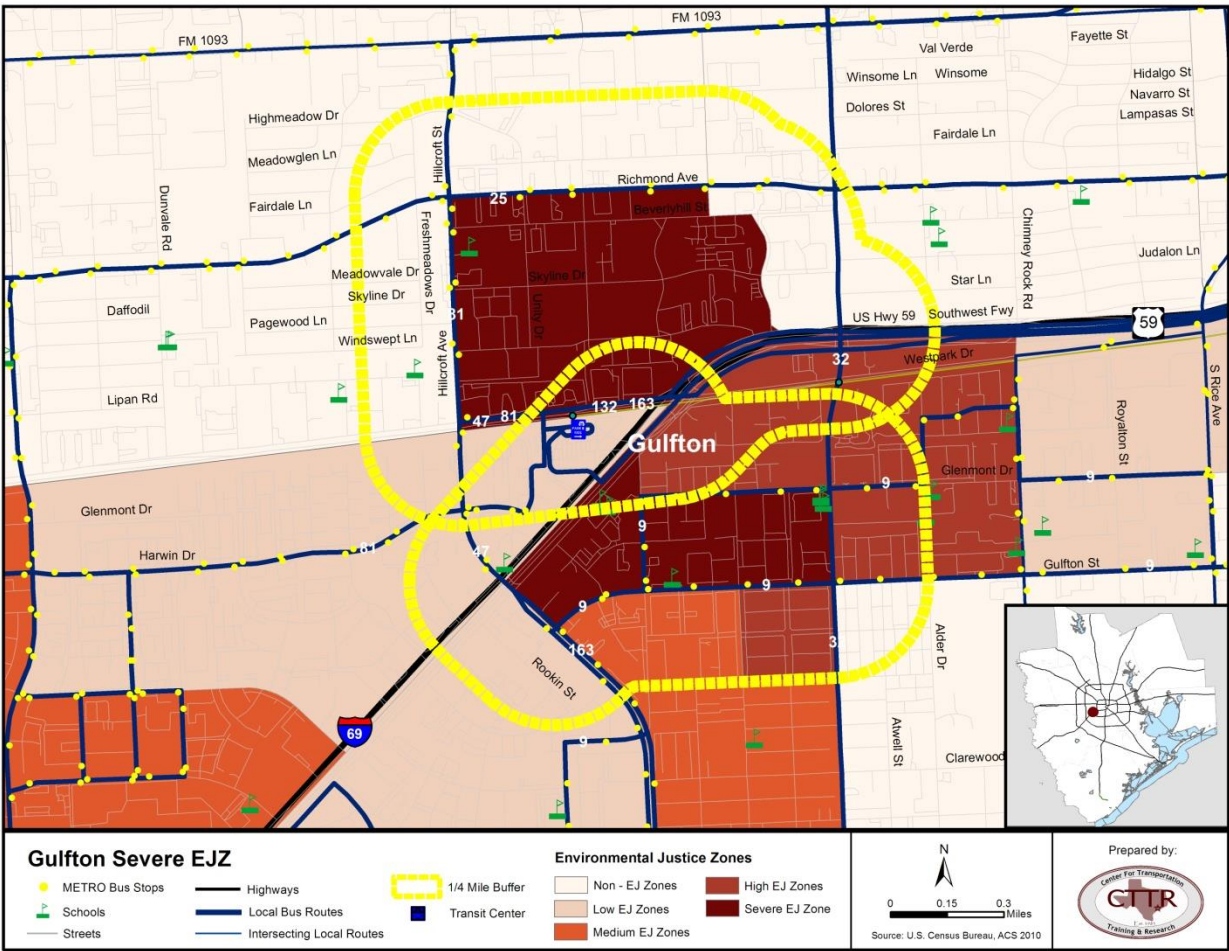 FM 1093
FM 1093
Val Verde
Fayette St
Winsome Ln
Winsome
Hidalgo St
Navarro St
Lampasas St
Dolores St
Fairdale Ln
Highmeadow Dr
Meadowglen Ln
Fairdale Ln
Hillcroft St
Dunvale Rd
Richmond Ave
25
Beverlyhill St
Freshmeadows Dr
Meadowvale Dr
Skyline Dr
Skyline Dr
Unity Dr
Chimney Rock Rd
Judalon Ln
Star Ln
Daffodil
Pagewood Ln
Windswept Ln
31
US Hwy 59
Southwest Fwy
59
Westpark Dr
32
S Rice Ave
Hillcroft Ave
Lipan Rd
47
81
132
163
Gulfton
Royalton St
Glenmont Dr
9
9
Glenmont Dr
9
Harwin Dr
81
47
Gulfton St
9
9
9
163
3
Rookin St
Alder Dr
69
9
Atwell St
Clarewood
Gulfton Severe EJZ
METRO Bus Stops
Schools
Streets
Highways
Local Bus Routes
Intersecting Local Routes
1/4 Mile Buffer
Transit Center
Environmental Justice Zones
Non - EJ Zones
Low EJ Zones
Medium EJ Zones
High EJ Zones
Severe EJ Zone
N
0 0.15 0.3
Miles
Source: U.S. Census Bureau, ACS 2010
Prepared by:
Center For Transportation
CTTR
Training & Research